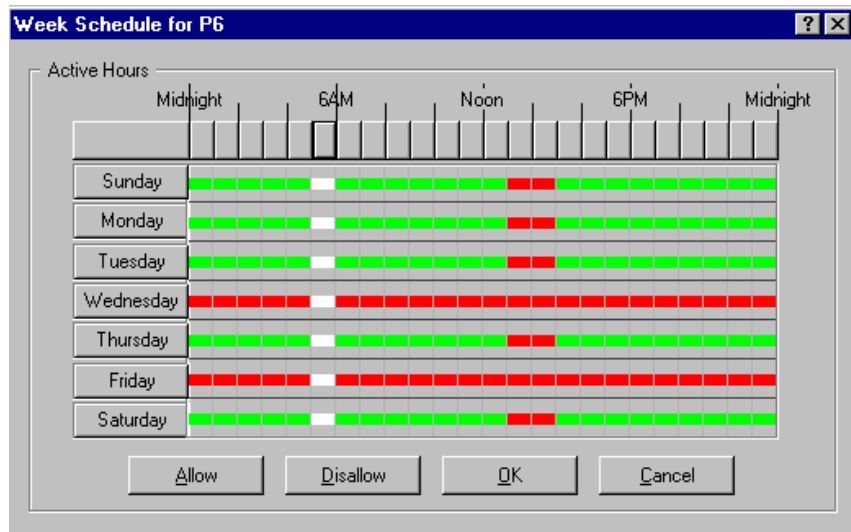 Week Schedule for P6
? X
Active Hours
Midnight 6AM Noon 6PM Midnight
Sunday
Monday
Tuesday
Wednesday
Thursday
Friday
Saturday
Allow Disallow OK Cancel